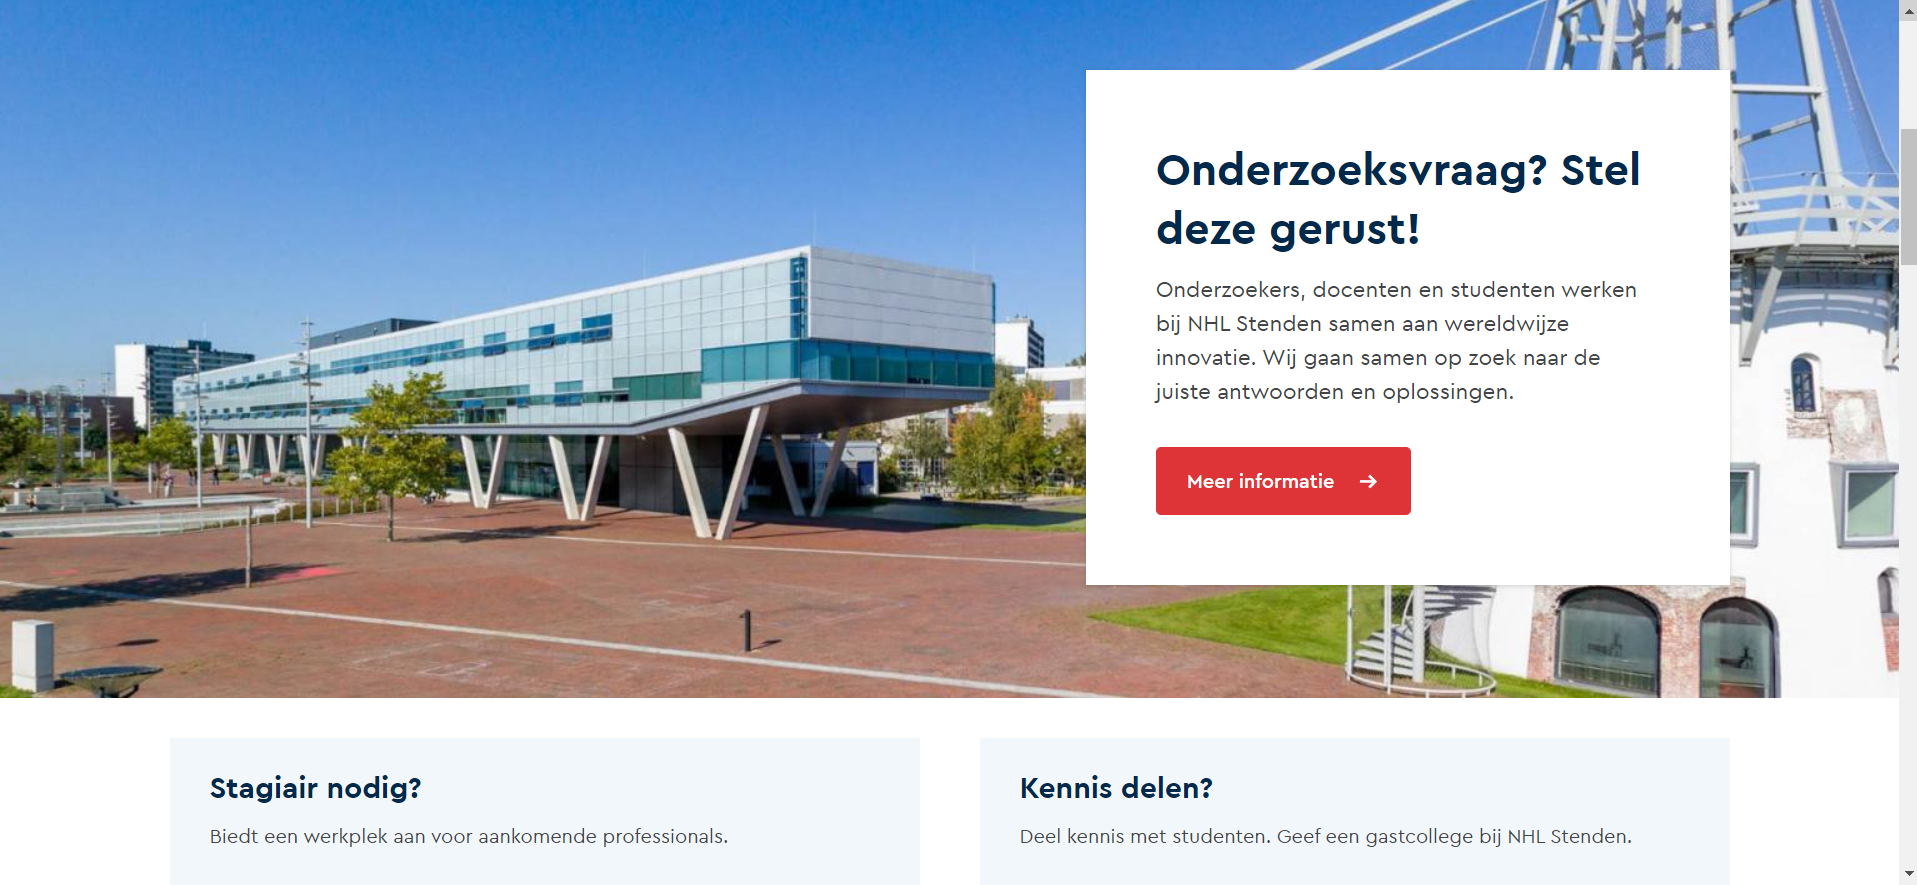 Onderzoeksvraag? Stel
deze gerust!
Onderzoekers, docenten en studenten werken
bij NHL Stenden samen aan wereldwijze
innovatie. Wij gaan samen op zoek naar de
juiste antwoorden en oplossingen.
Meer informatie
Stagiair nodig?
Biedt een werkplek aan voor aankomende professionals.
Kennis delen?
Deel kennis met studenten. Geef een gastcollege bij NHL Stenden.